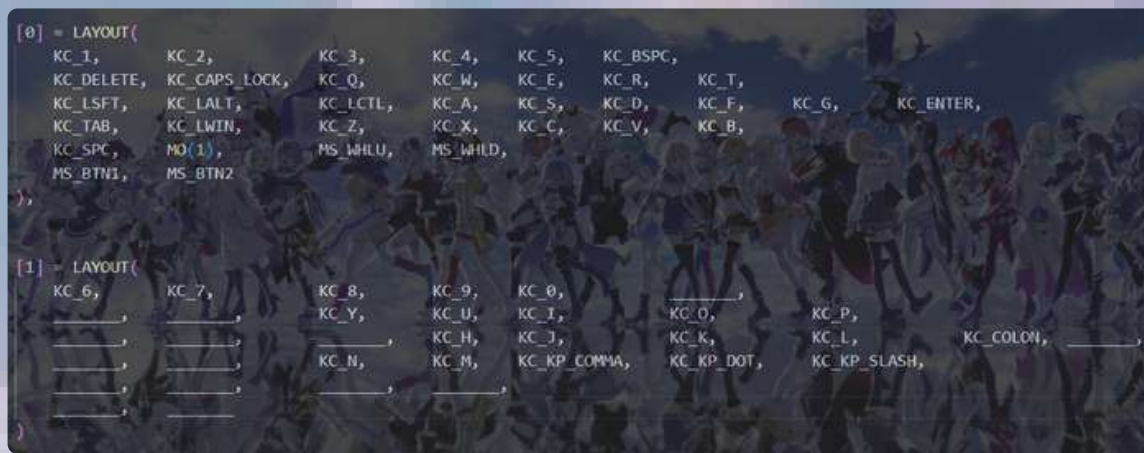 [0] = LAYOUT(
KC_1, KC_2, KC_3, KC_4, KC_5, KC_BSPC,
KC_DELETE, KC_CAPS_LOCK, KC_Q, KC_W, KC_E, KC_R, KC_T,
KC_LSFT, KC_LALT, KC_LCTL, KC_A, KC_S, KC_D, KC_F, KC_G, KC_ENTER,
KC_TAB, KC_LWIN, KC_Z, KC_X, KC_C, KC_V, KC_B,
KC_SPC, MO(1), MS_WHLU, MS_WHLD,
MS_BTN1, MS_BTN2
),
[1] = LAYOUT(
KC_6, KC_7, KC_8, KC_9, KC_0, _______,
_______, _______, KC_Y, KC_U, KC_I, KC_O, KC_P,
_______, _______, _______, KC_H, KC_J, KC_K, KC_L, KC_COLON, _______,
_______, _______, KC_N, KC_M, KC_KP_COMMA, KC_KP_DOT, KC_KP_SLASH,
_______, _______, _______, _______,
_______, _______
)